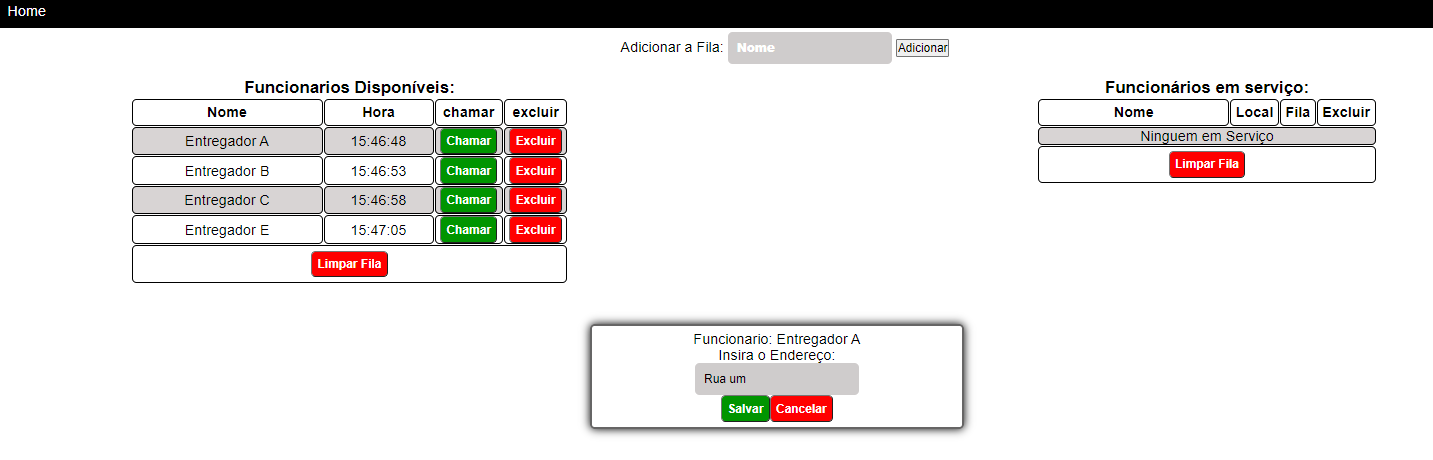 Home
Adicionar a Fila: Nome Adicionar
Funcionarios Disponíveis:
Nome Hora chamar excluir
Entregador A 15:46:48 Chamar Excluir
Entregador B 15:46:53 Chamar Excluir
Entregador C 15:46:58 Chamar Excluir
Entregador E 15:47:05 Chamar Excluir
Limpar Fila
Funcionários em serviço:
Nome Local Fila Excluir
Ninguem em Serviço
Limpar Fila
Funcionario: Entregador A
Insira o Endereço:
Rua um
Salvar Cancelar